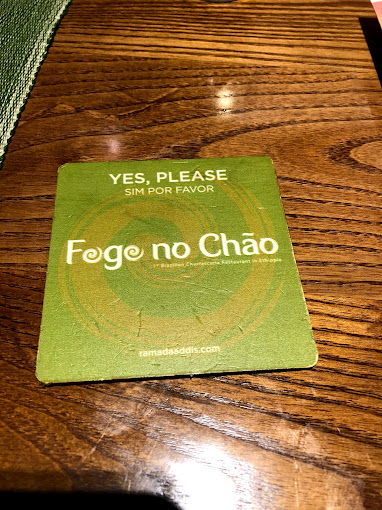 YES, PLEASE
SIM POR FAVOR
Fogo no Chão
1st Brazilian Churrascaria Restaurant in Ethiopia
ramadaaddis.com